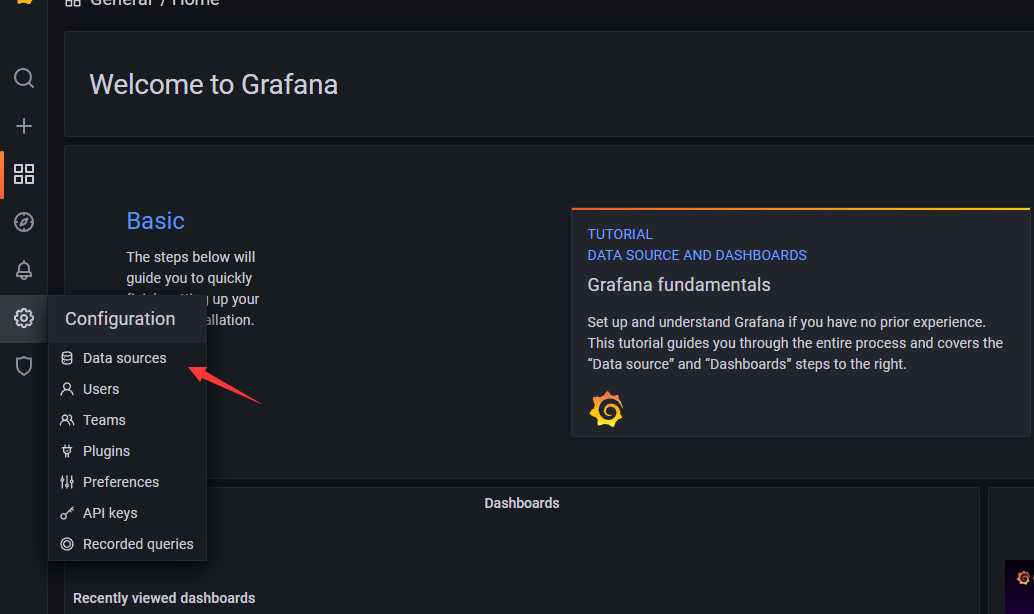 General / Home
Welcome to Grafana
Basic
The steps below will
guide you to quickly
up your
allation.
TUTORIAL
DATA SOURCE AND DASHBOARDS
Grafana fundamentals
Set up and understand Grafana if you have no prior experience.
This tutorial guides you through the entire process and covers the
“Data source” and “Dashboards” steps to the right.
Configuration
Data sources
Users
Teams
Plugins
Preferences
API keys
Recorded queries
Dashboards
Recently viewed dashboards